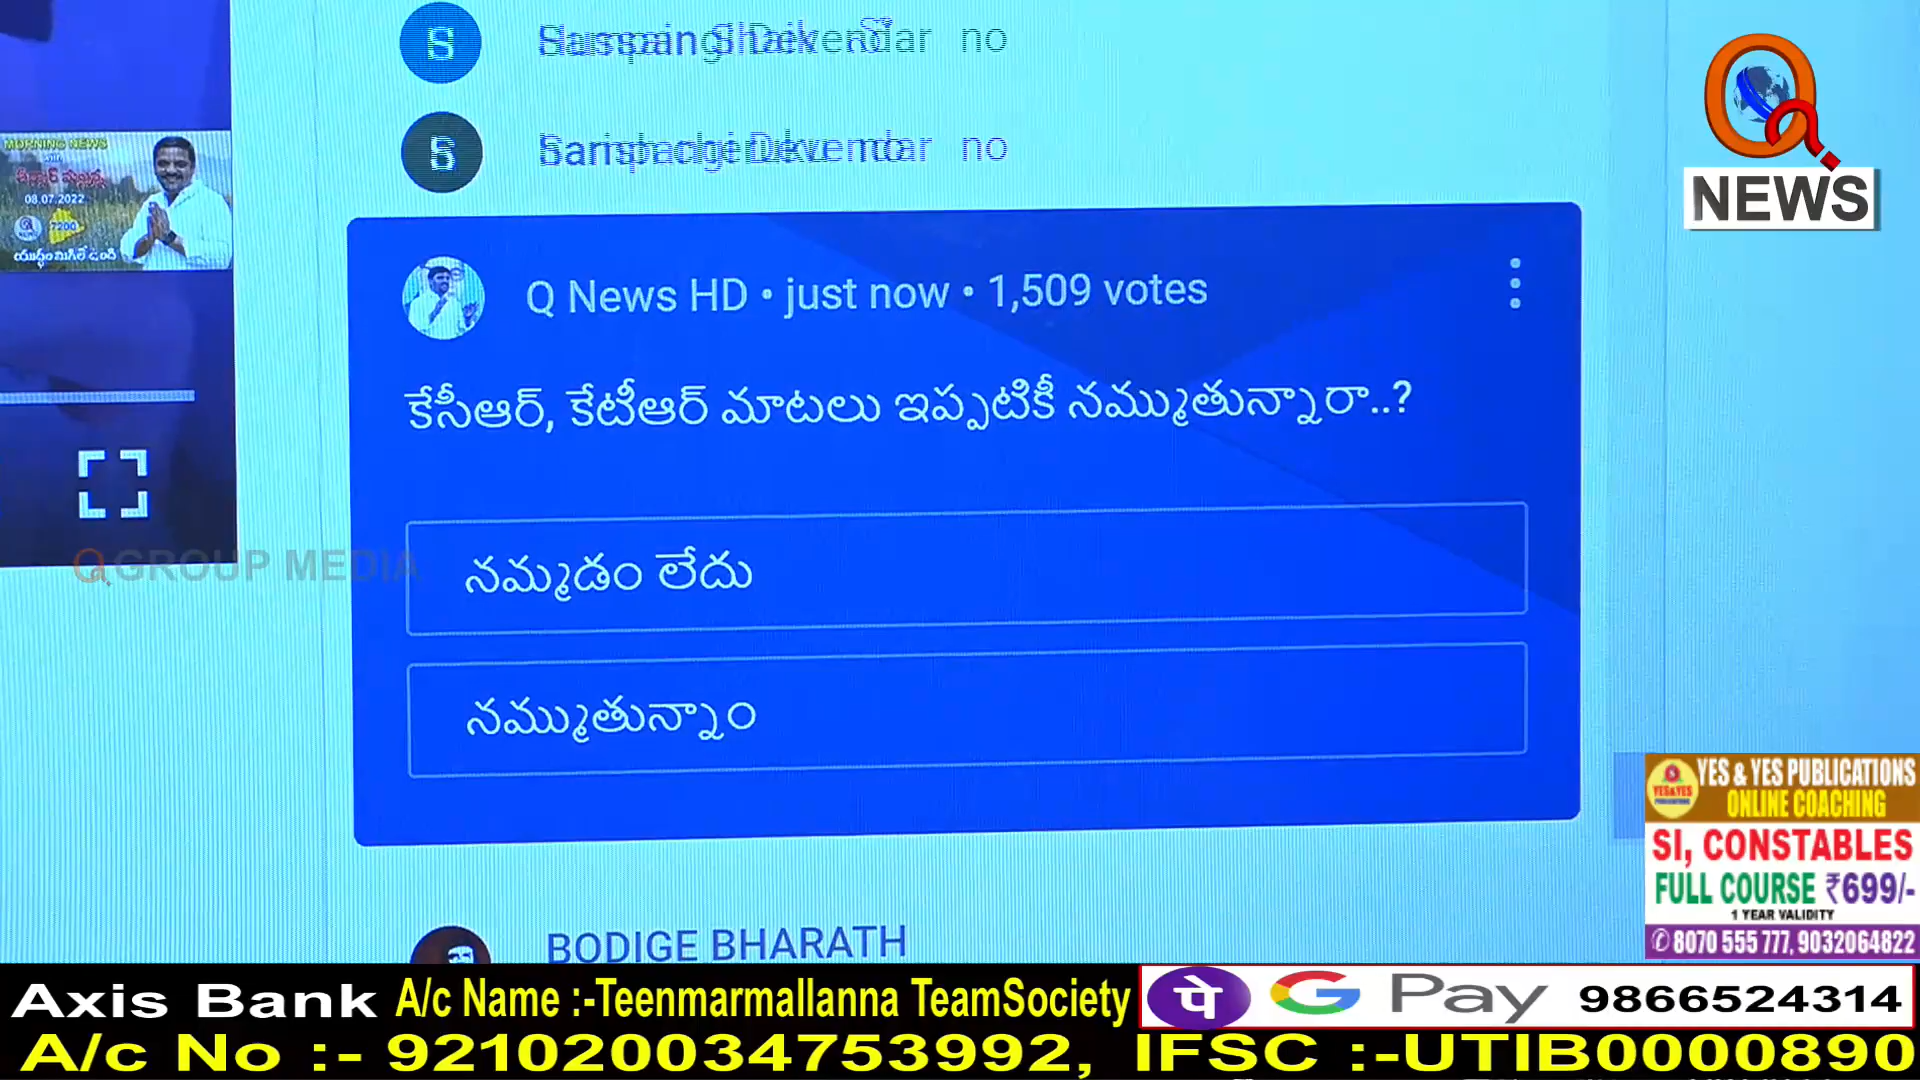 no
no
MORNING NEWS
with
08.07.2022
7200
Q
NEWS
Q News HD • just now • 1,509 votes
కేసీఆర్, కేటీఆర్ మాటలు ఇప్పటికీ నమ్ముతున్నారా..?
నమ్మడం లేదు
నమ్ముతున్నాం
Q GROUP MEDIA
BODIGE BHARATH
YES & YES PUBLICATIONS
ONLINE COACHING
SI, CONSTABLES
FULL COURSE ₹699/-
1 YEAR VALIDITY
✆ 8070 555 777, 9032064822
Axis Bank A/c Name :-Teenmarmallanna TeamSociety
पे G Pay 9866524314
A/c No :- 921020034753992, IFSC :-UTIB0000890